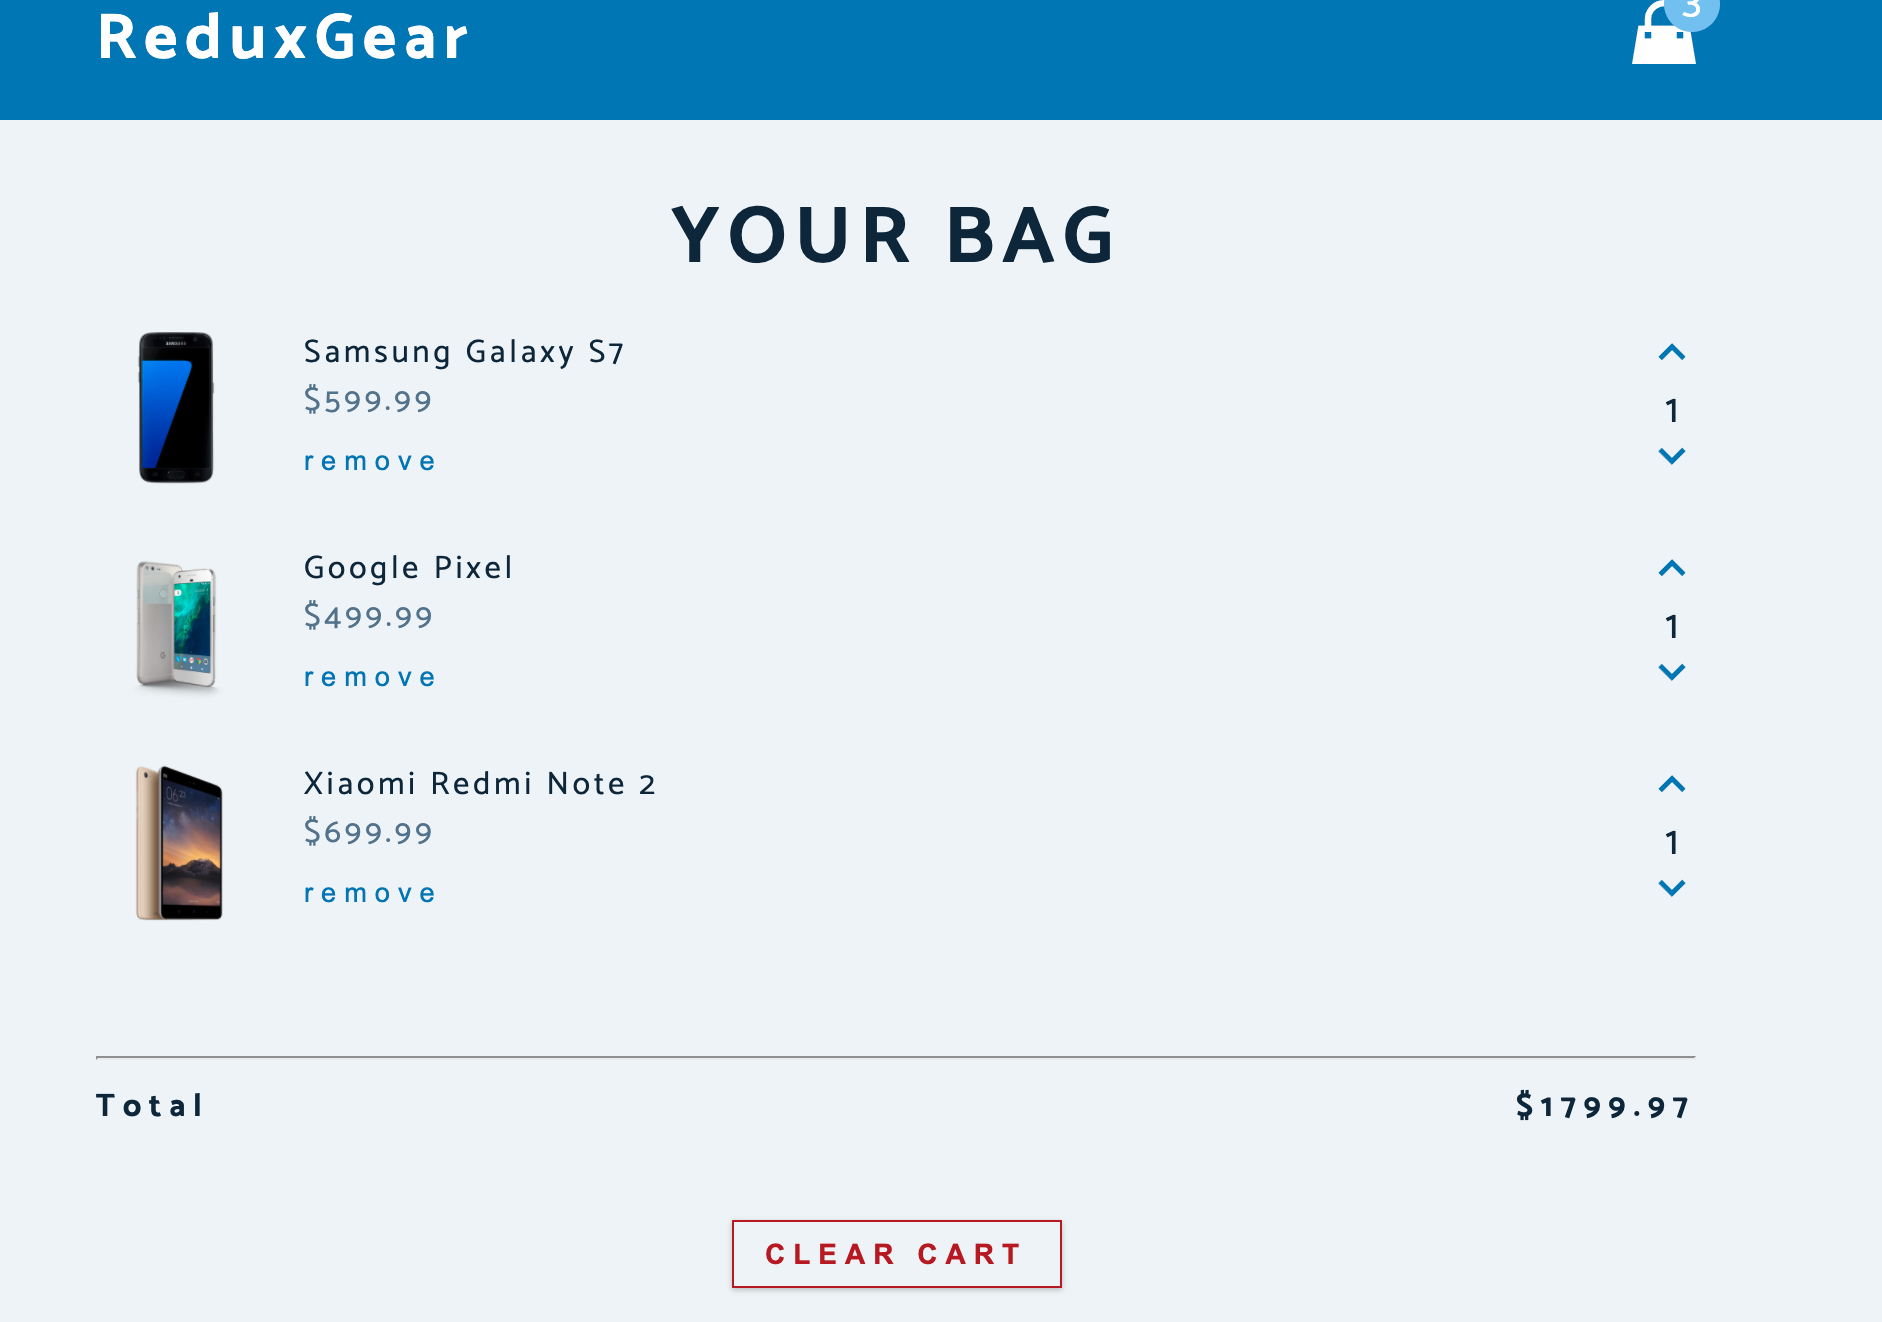 ReduxGear
3
YOUR BAG
Samsung Galaxy S7
$599.99
remove
1
Google Pixel
$499.99
remove
1
Xiaomi Redmi Note 2
$699.99
remove
1
Total
$1799.97
CLEAR CART